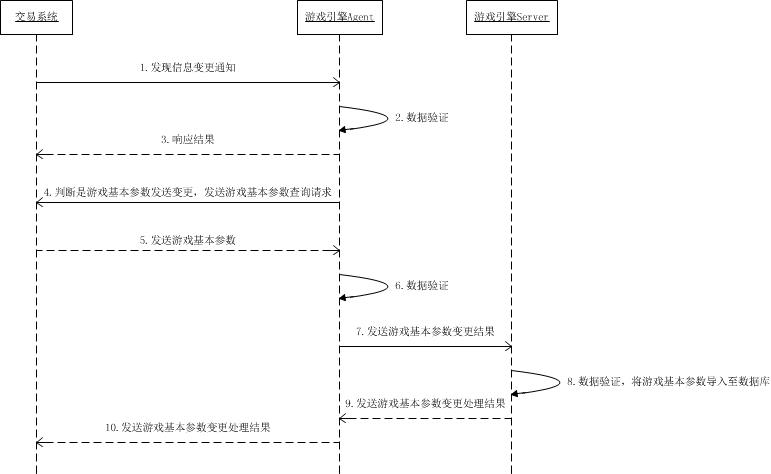 交易系统
游戏引擎Agent
游戏引擎Server
1.发现信息变更通知
2.数据验证
3.响应结果
4.判断是游戏基本参数发送变更，发送游戏基本参数查询请求
5.发送游戏基本参数
6.数据验证
7.发送游戏基本参数变更结果
8.数据验证，将游戏基本参数导入至数据库
9.发送游戏基本参数变更处理结果
10.发送游戏基本参数变更处理结果